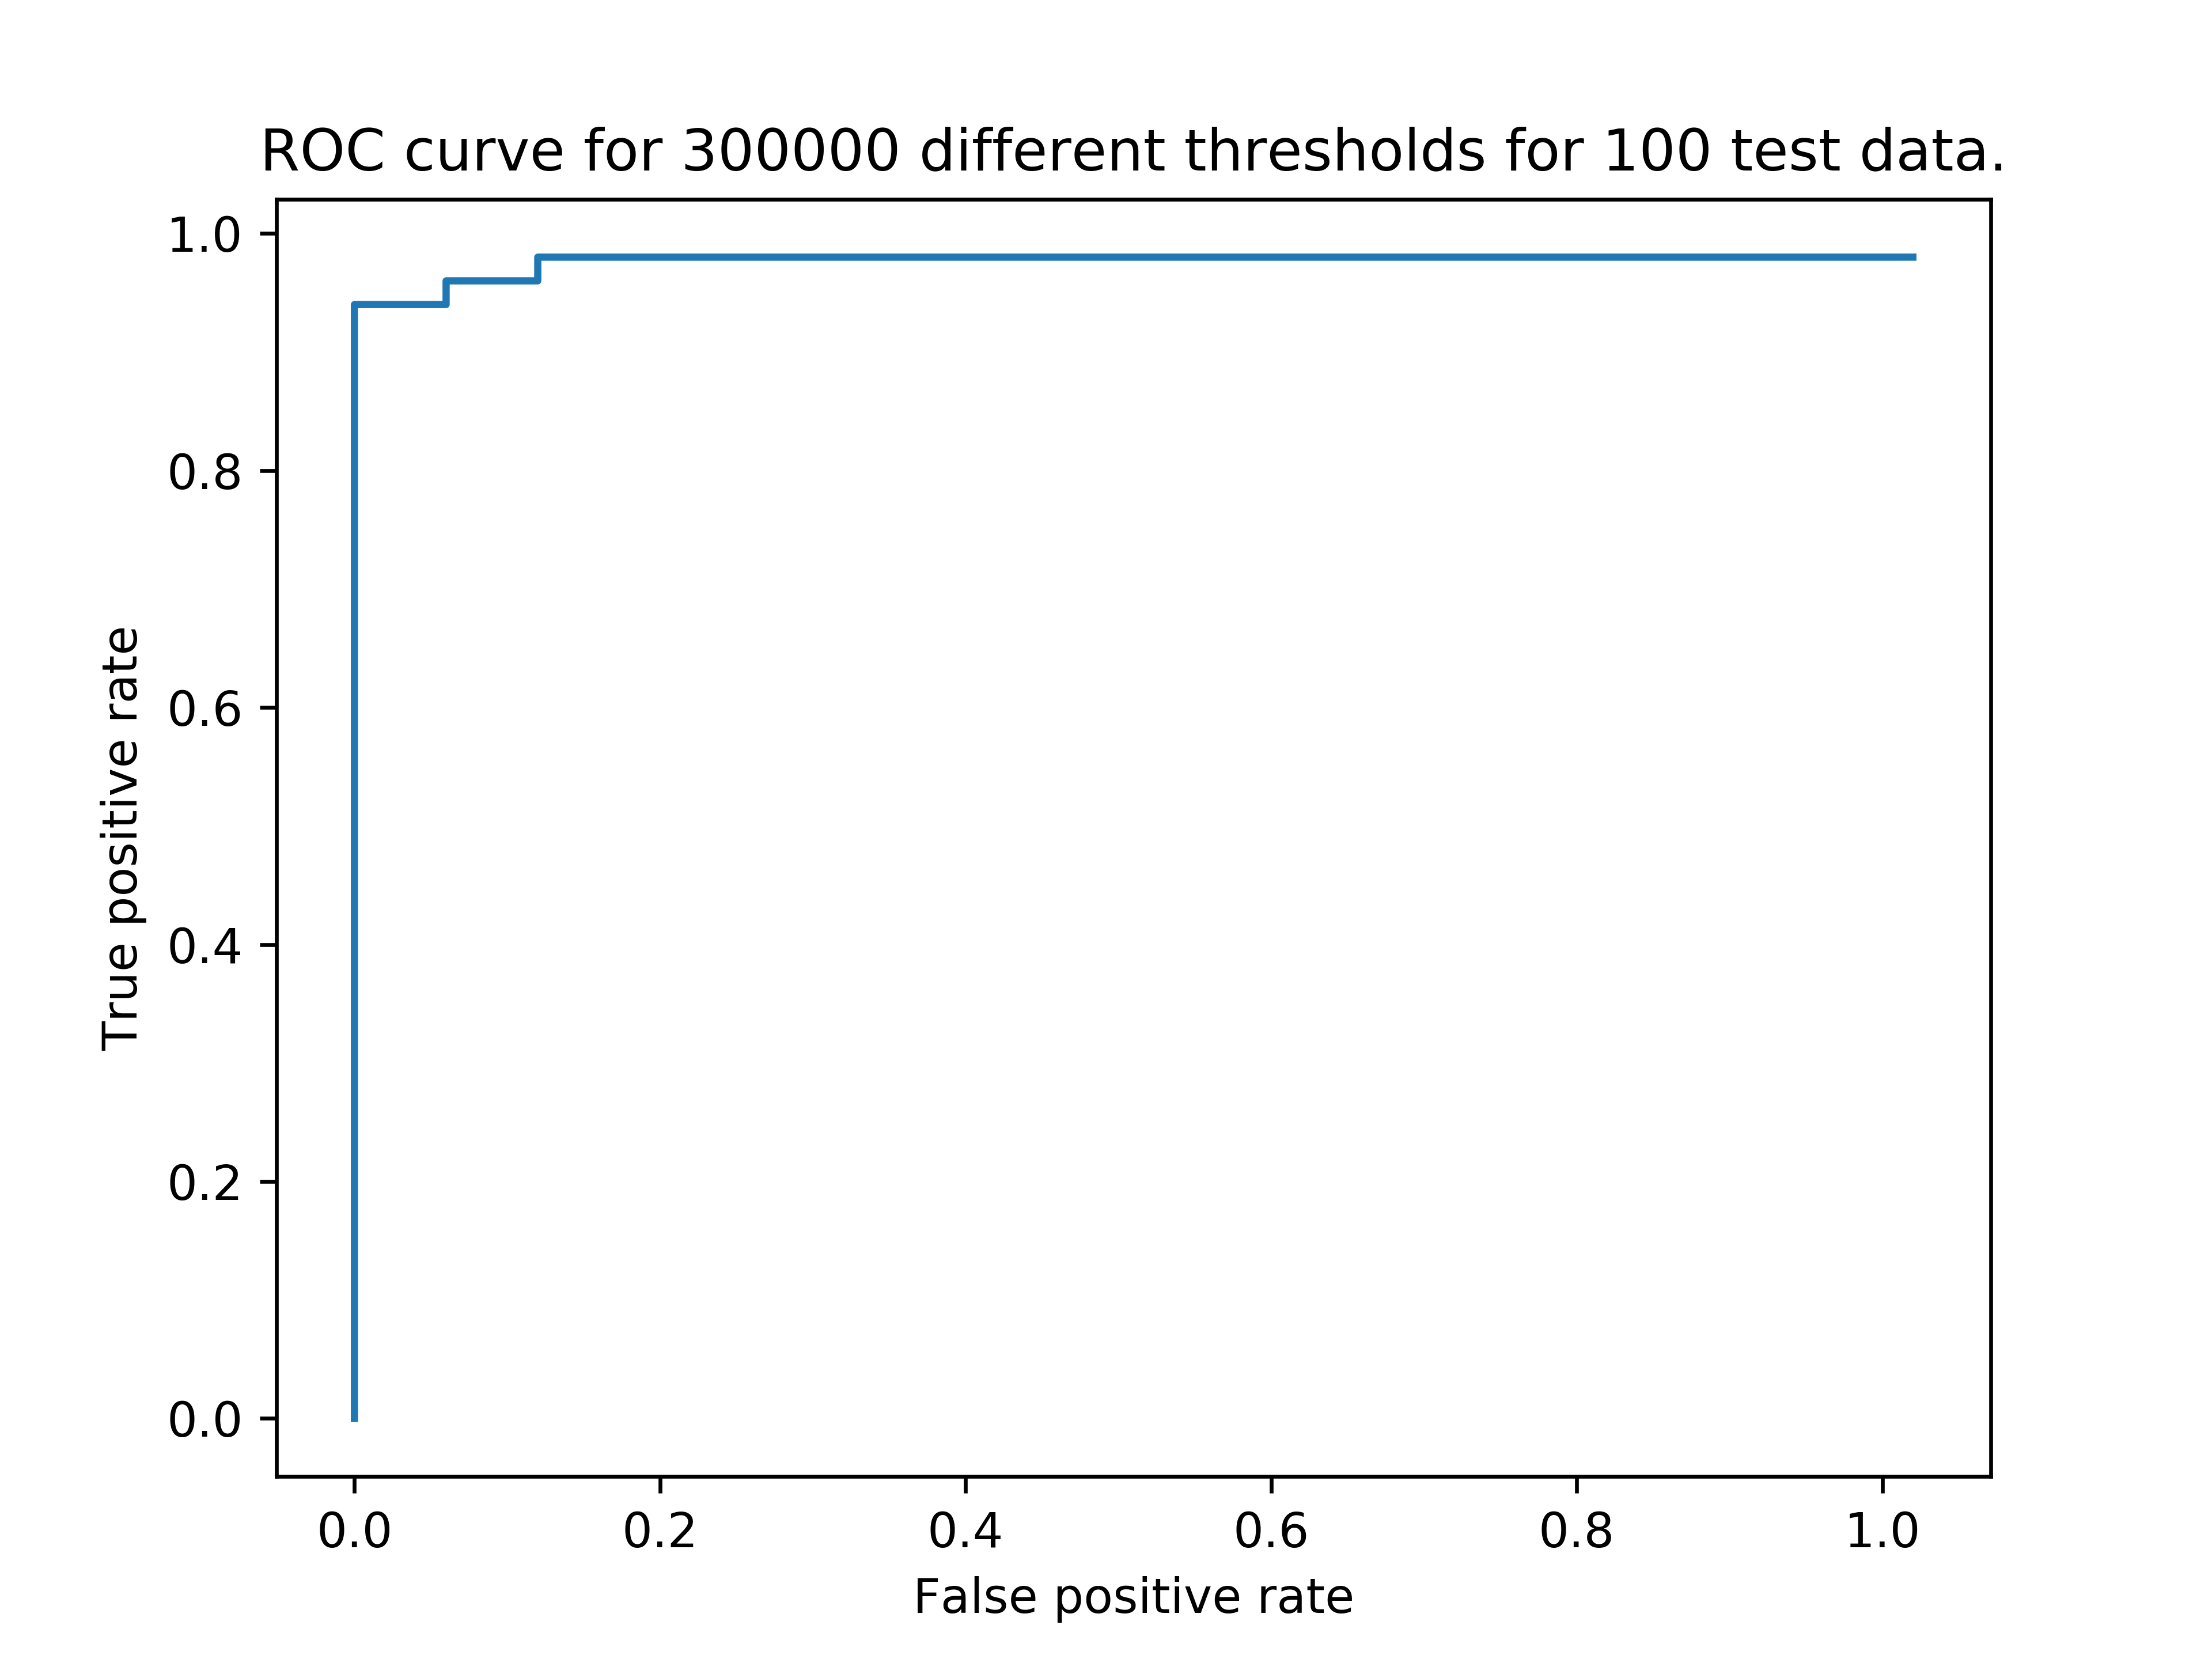 ROC curve for 300000 different thresholds for 100 test data.
1.0
0.8
0.6
0.4
0.2
0.0
True positive rate
0.0 0.2 0.4 0.6 0.8 1.0
False positive rate